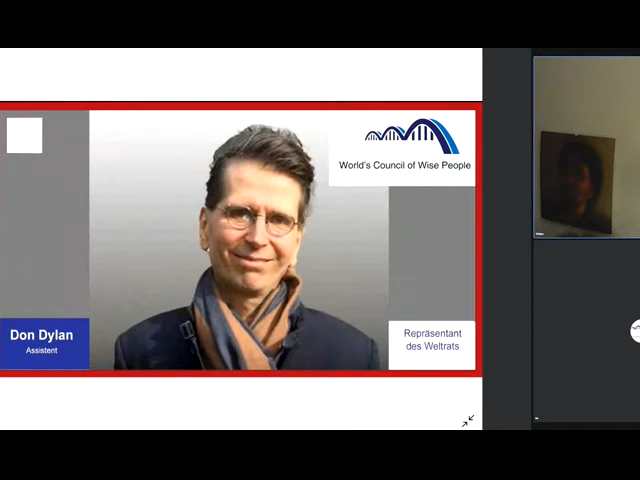 World's Council of Wise People
Don Dylan
Assistent
Repräsentant
des Weltrats